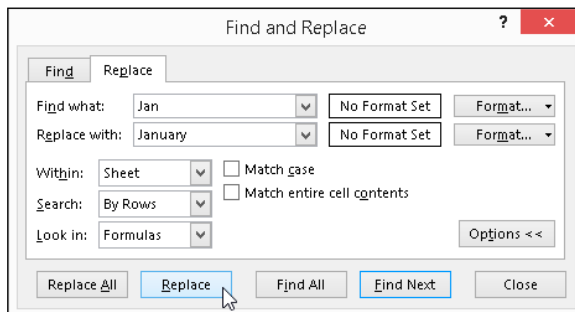 Find and Replace ? ×
Find Replace
Find what: Jan No Format Set Format...
Replace with: January No Format Set Format...
Within: Sheet Match case
Match entire cell contents
Search: By Rows
Look in: Formulas Options <<
Replace All Replace Find All Find Next Close